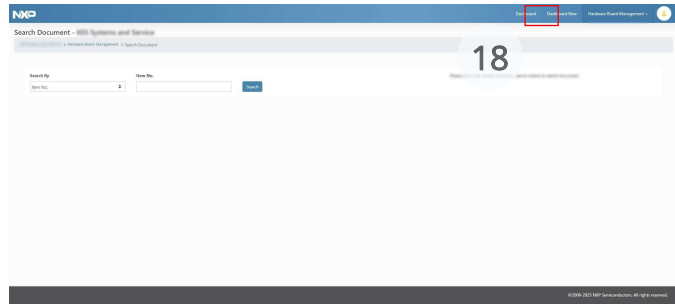 NXP
Dashboard
Dashboard New
Hardware Board Management
Search Document -
> Hardware Board Management > Search Document
18
Search By
Item No.
Item No.
Search
©2006-2023 NXP Semiconductors. All rights reserved.